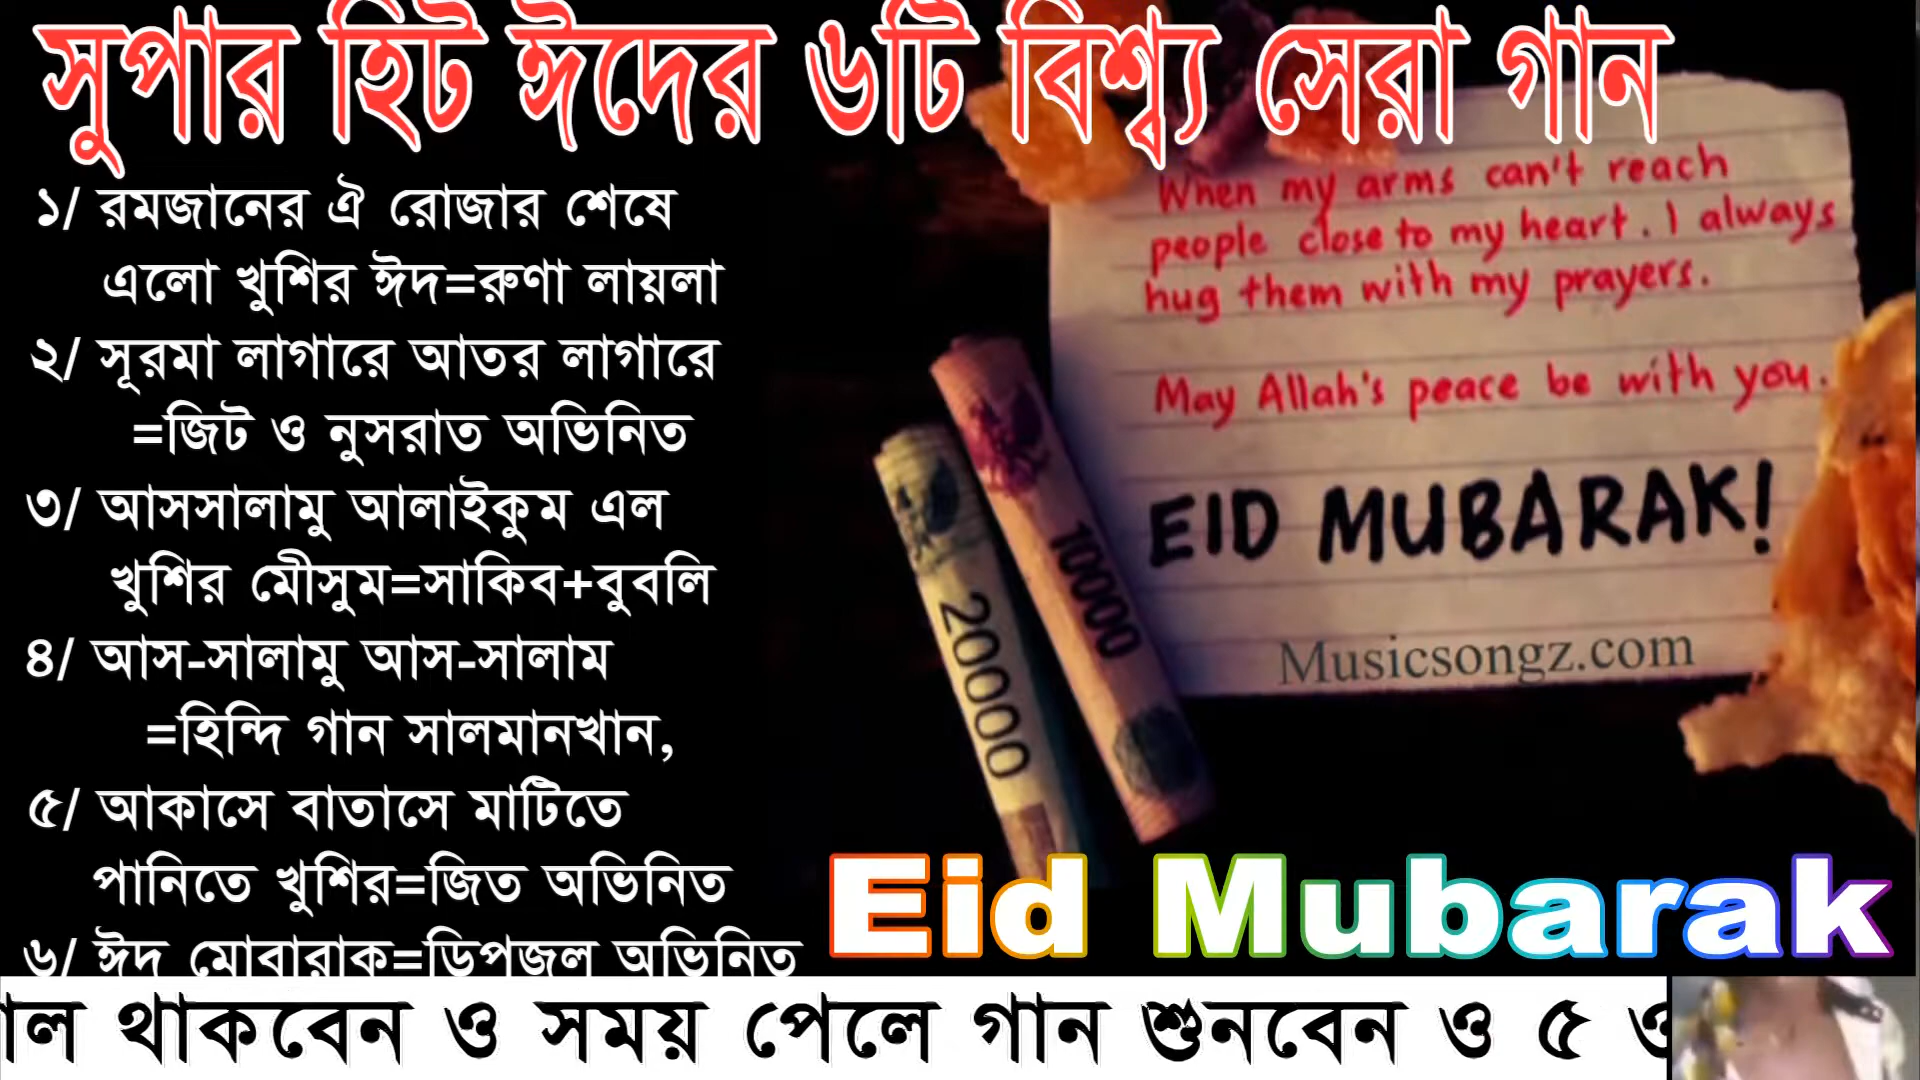 সুপার হিট ঈদের ৬টি বিশ্ব্য সেরা গান
১/ রমজানের ঐ রোজার শেষে
এলো খুশির ঈদ=রুণা লায়লা
২/ সূরমা লাগারে আতর লাগারে
=জিট ও নুসরাত অভিনিত
৩/ আসসালামু আলাইকুম এল
খুশির মৌসুম=সাকিব+বুবলি
৪/ আস-সালামু আস-সালাম
=হিন্দি গান সালমানখান,
৫/ আকাসে বাতাসে মাটিতে
পানিতে খুশির=জিত অভিনিত
৬/ ঈদ মোবারাক=ডিপজল অভিনিত
When my arms can't reach
people close to my heart. I always
hug them with my prayers.
May Allah's peace be with you.
EID MUBARAK!
Musicsongz.com
10000
20000
Eid Mubarak
থাকবেন ও সময় পেলে গান শুনবেন ও ৫